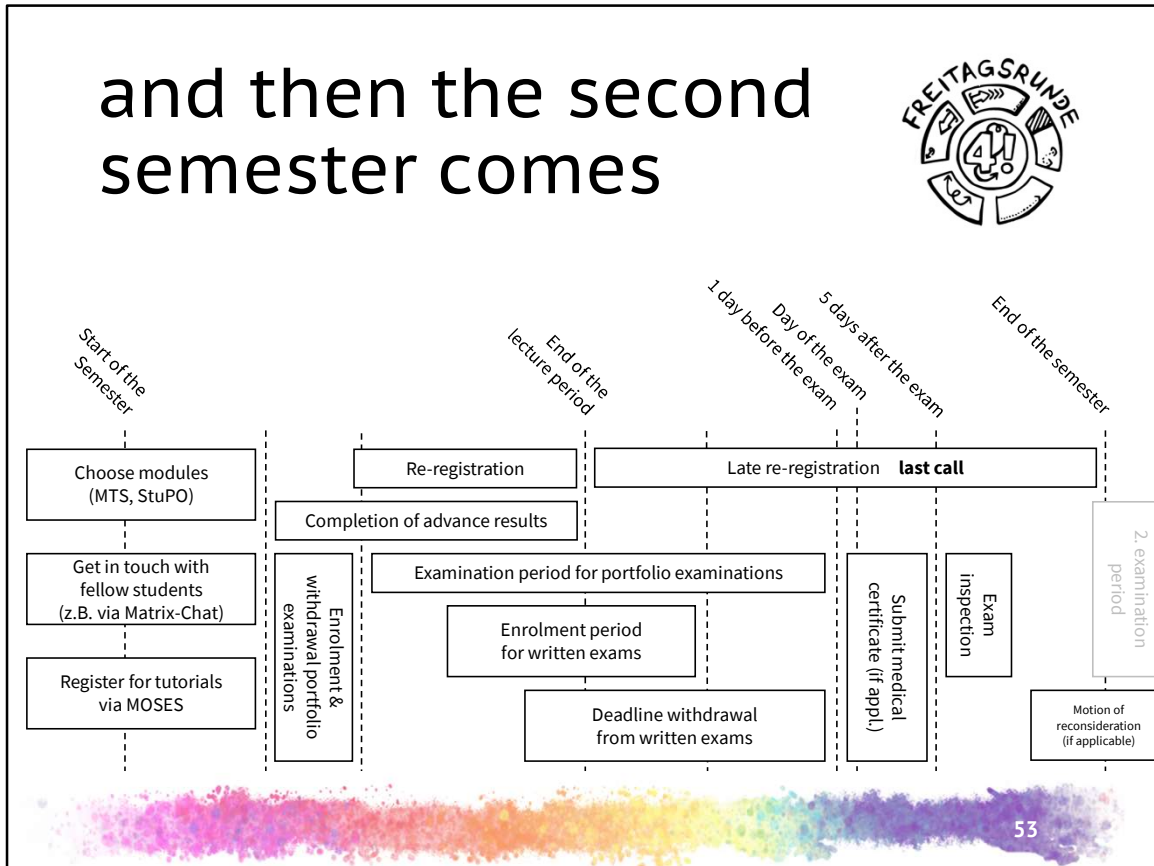 and then the second
semester comes
FREITAGSRUNDE
4!
Start of the
Semester
End of the
lecture period
1 day before the exam
Day of the exam
5 days after the exam
End of the semester
Choose modules
(MTS, StuPO)
Re-registration
Late re-registration last call
Completion of advance results
Get in touch with
fellow students
(z.B. via Matrix-Chat)
Enrolment &
withdrawal portfolio
examinations
Examination period for portfolio examinations
Enrolment period
for written exams
Submit medical
certificate (if appl.)
Exam
inspection
2. examination
period
Register for tutorials
via MOSES
Deadline withdrawal
from written exams
Motion of
reconsideration
(if applicable)
53